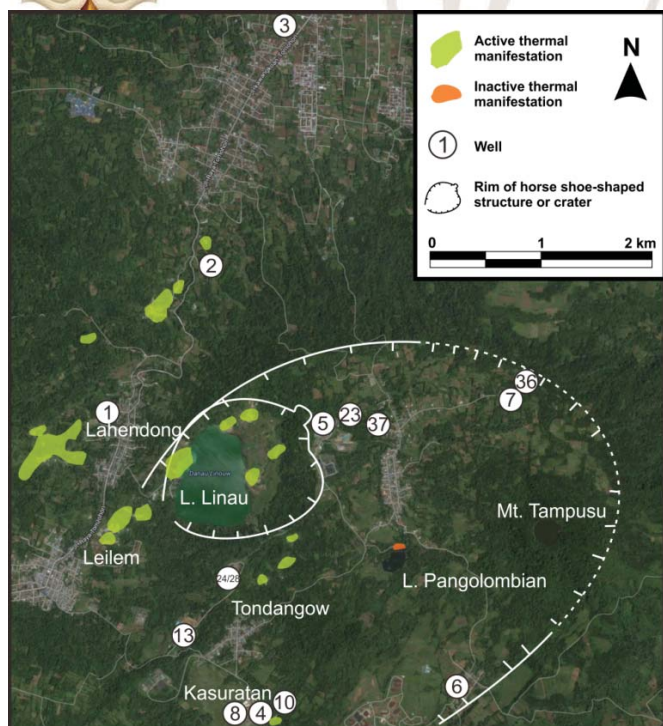 3
Active thermal
manifestation
Inactive thermal
manifestation
N
1
Well
Rim of horse shoe-shaped
structure or crater
0
1
2 km
2
36
7
1
Lahendong
5
23
37
L. Linau
Mt. Tampusu
Leilem
L. Pangolombian
24/28
Tondangow
13
Kasuratan
6
10
8
4